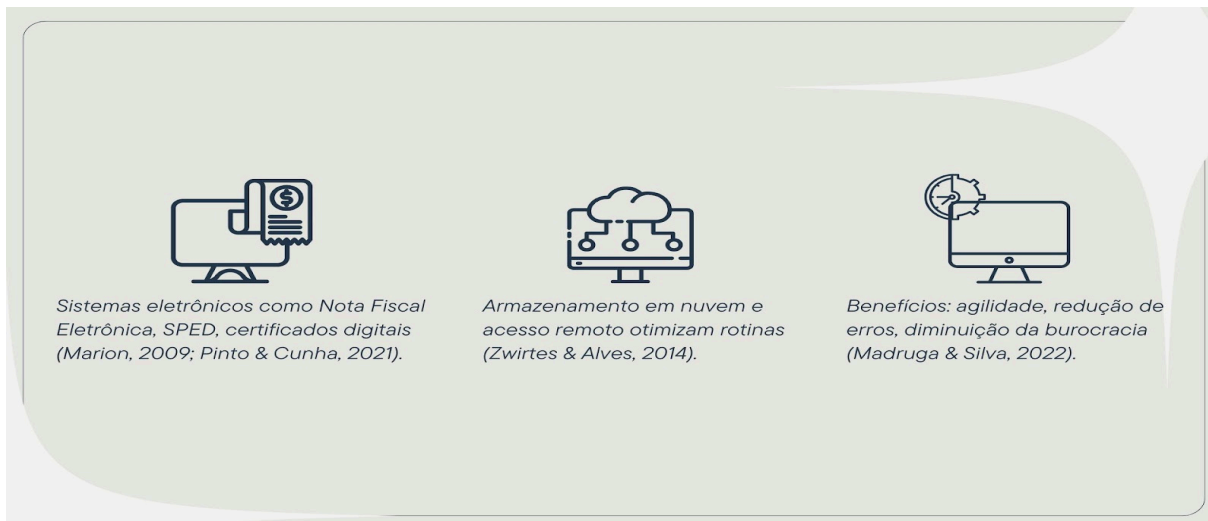 Sistemas eletrônicos como Nota Fiscal
Eletrônica, SPED, certificados digitais
(Marion, 2009; Pinto & Cunha, 2021).
Armazenamento em nuvem e
acesso remoto otimizam rotinas
(Zwirtes & Alves, 2014).
Benefícios: agilidade, redução de
erros, diminuição da burocracia
(Madruga & Silva, 2022).